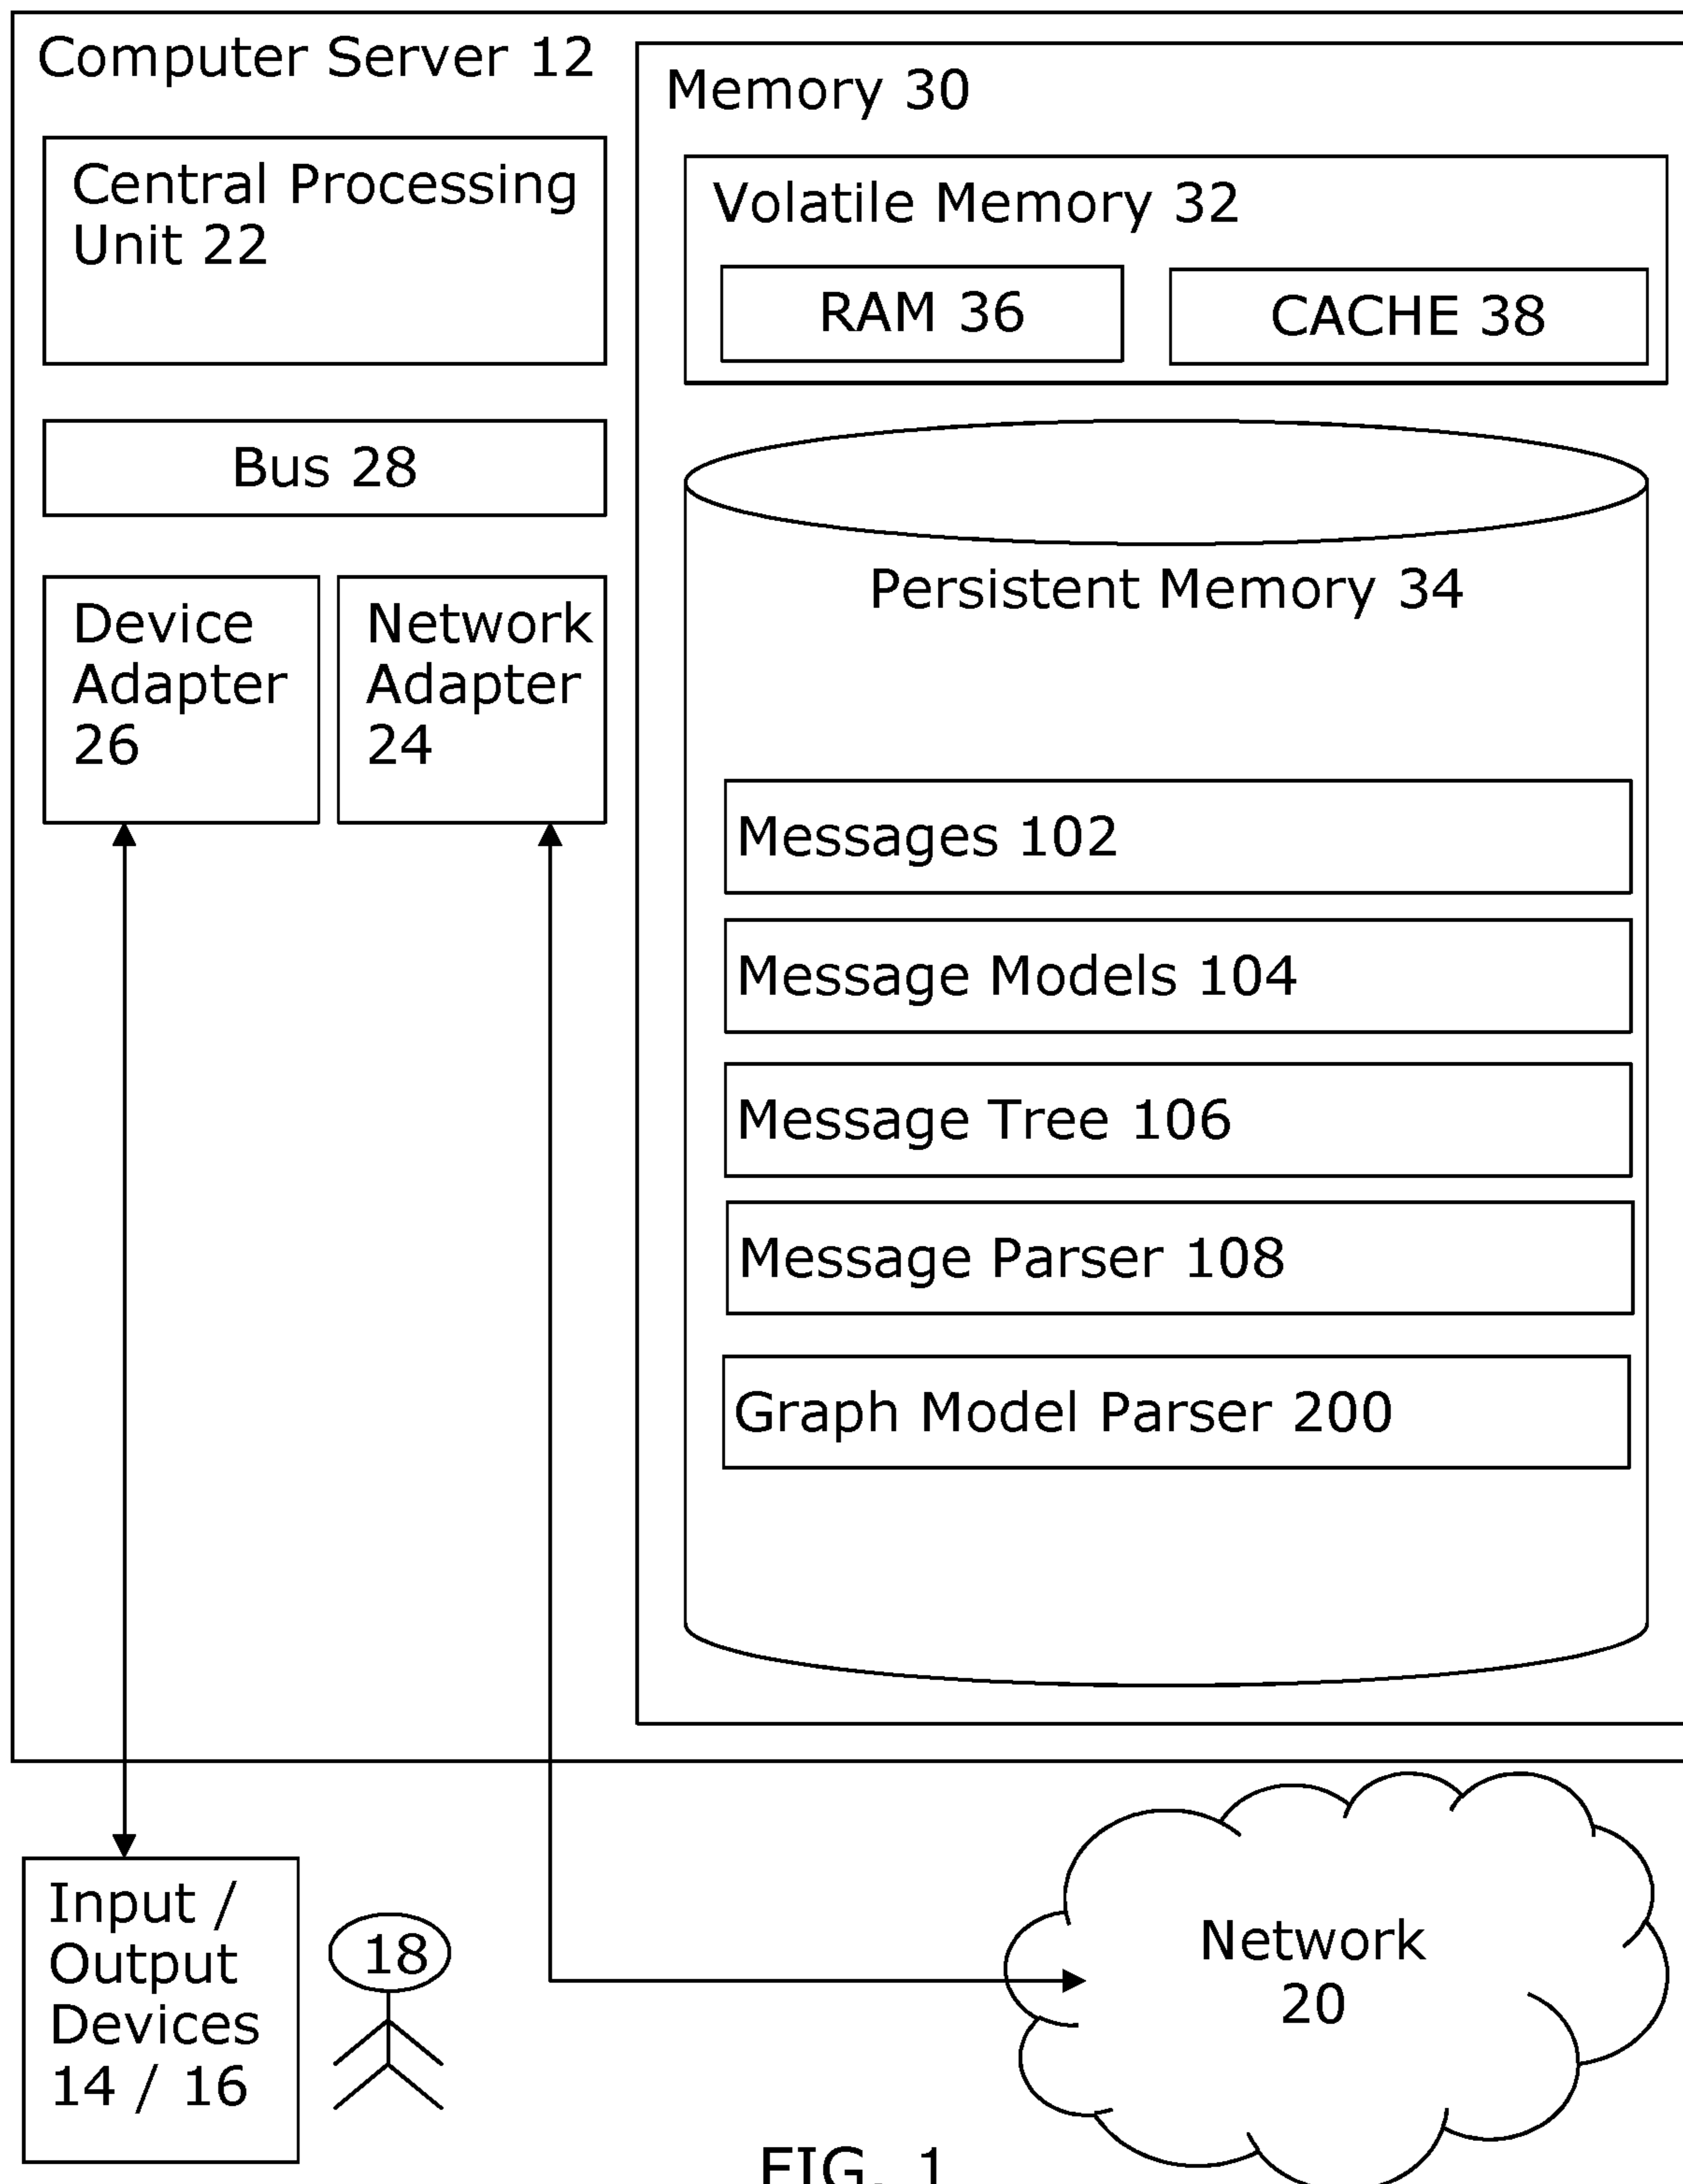 Computer Server 12
Central Processing
Unit 22
Bus 28
Device
Adapter
26
Network
Adapter
24
Memory 30
Volatile Memory 32
RAM 36
CACHE 38
Persistent Memory 34
Messages 102
Message Models 104
Message Tree 106
Message Parser 108
Graph Model Parser 200
Input /
Output
Devices
14 / 16
18
Network
20
FIG. 1